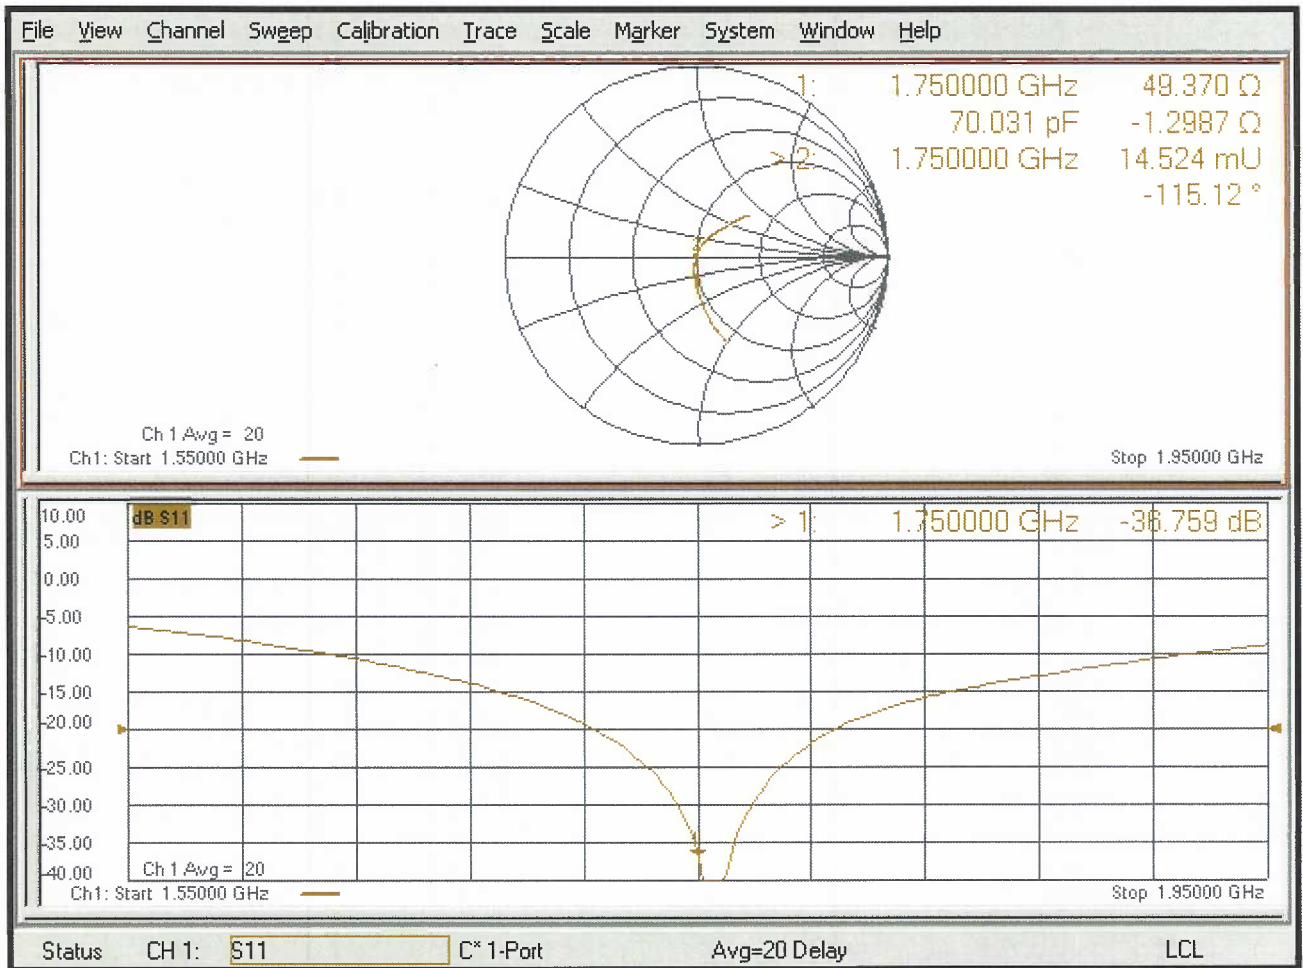 File View Channel Sweep Calibration Trace Scale Marker System Window Help
1: 1.750000 GHz 49.370 Ω
70.031 pF -1.2987 Ω
> 2: 1.750000 GHz 14.524 mU
-115.12 °
Ch 1 Avg = 20
Ch1: Start 1.55000 GHz
Stop 1.95000 GHz
10.00
dB S11
> 1: 1.750000 GHz -36.759 dB
5.00
0.00
-5.00
-10.00
-15.00
-20.00
-25.00
-30.00
-35.00
1
-40.00
Ch 1 Avg = 20
Ch1: Start 1.55000 GHz
Stop 1.95000 GHz
Status CH 1: S11 C* 1-Port Avg=20 Delay LCL